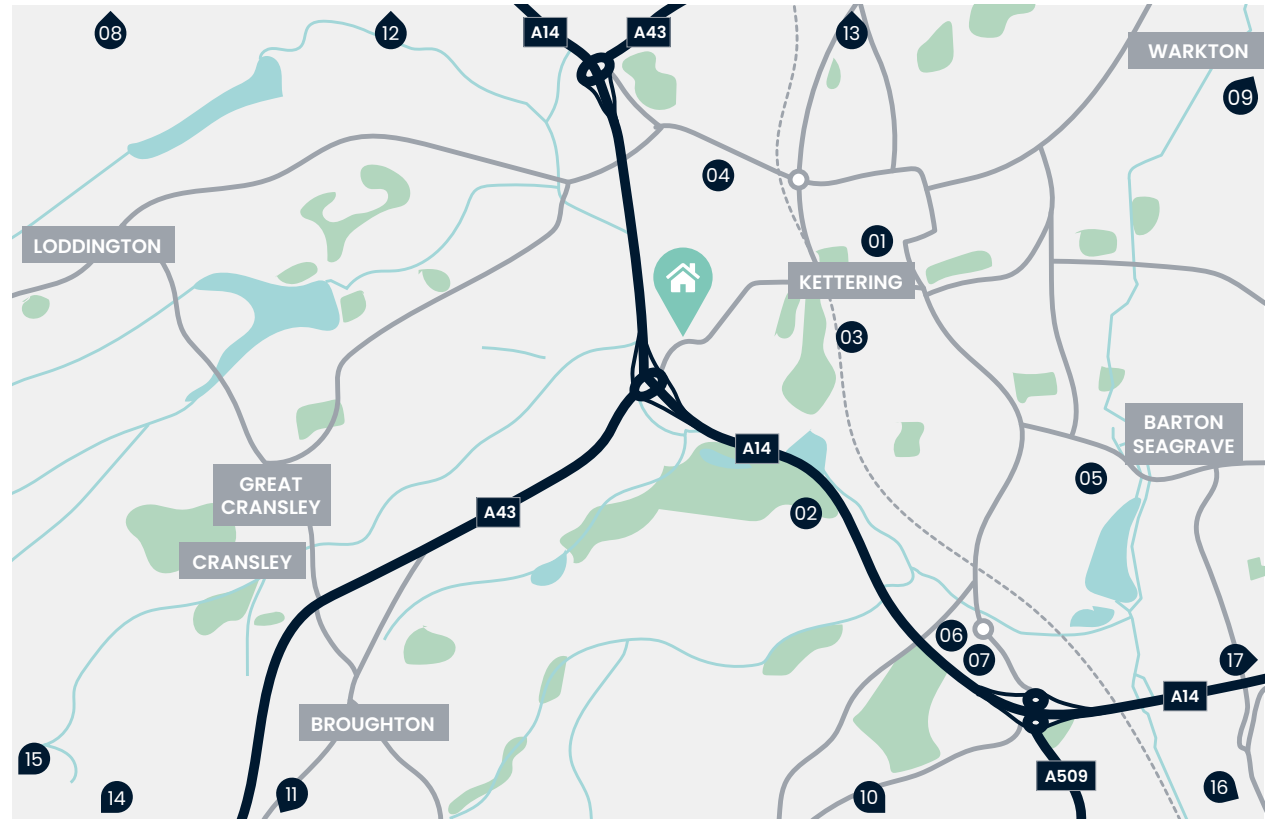 08
12
A14
A43
13
WARKTON
09
04
01
LODDINGTON
KETTERING
03
BARTON
SEAGRAVE
A14
05
GREAT
CRANSLEY
A43
02
CRANSLEY
06
07
17
A14
BROUGHTON
15
A509
14
11
10
16